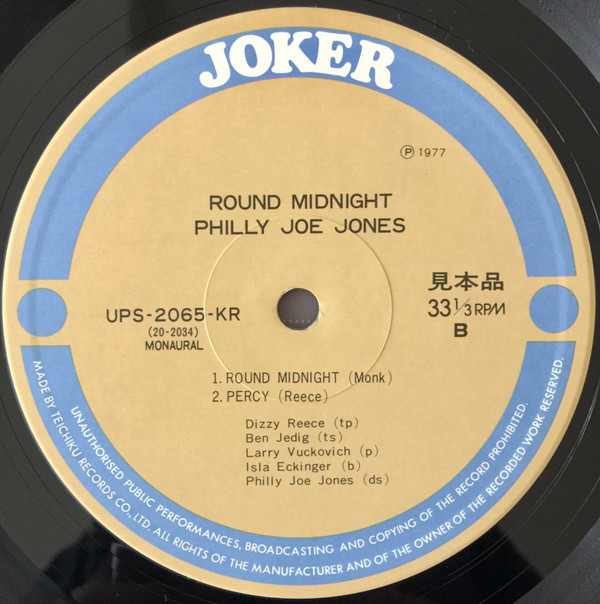 JOKER
Ⓟ 1977
ROUND MIDNIGHT
PHILLY JOE JONES
見本品
UPS-2065-KR
33 1/3 RPM
(20-2034)
B
MONAURAL
1. ROUND MIDNIGHT (Monk)
2. PERCY (Reece)
Dizzy Reece (tp)
Ben Jedig (ts)
Larry Vuckovich (p)
Isla Eckinger (b)
Philly Joe Jones (ds)
UNAUTHORISED PUBLIC PERFORMANCES, BROADCASTING AND COPYING OF THE RECORD PROHIBITED.
MADE BY TEICHIKU RECORDS CO., LTD. ALL RIGHTS OF THE MANUFACTURER AND OF THE OWNER OF THE RECORDED WORK RESERVED.